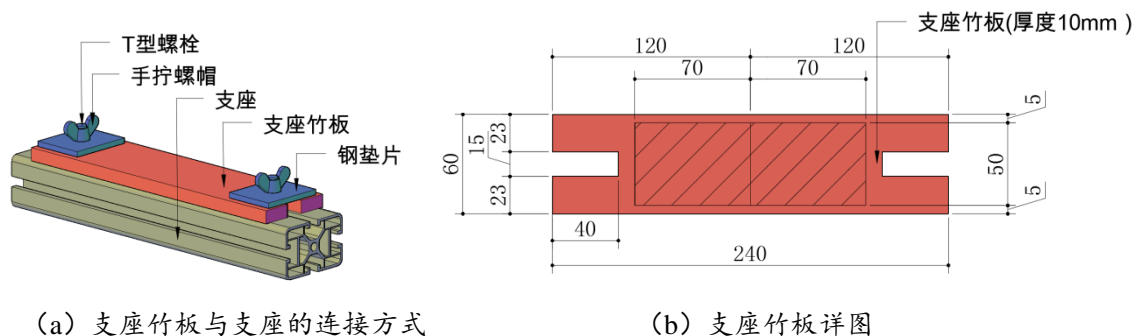 T型螺栓
手拧螺帽
支座
支座竹板
钢垫片
支座竹板(厚度10mm)
120
120
70
70
5
60
15
23
23
50
5
40
240
（a）支座竹板与支座的连接方式
（b）支座竹板详图